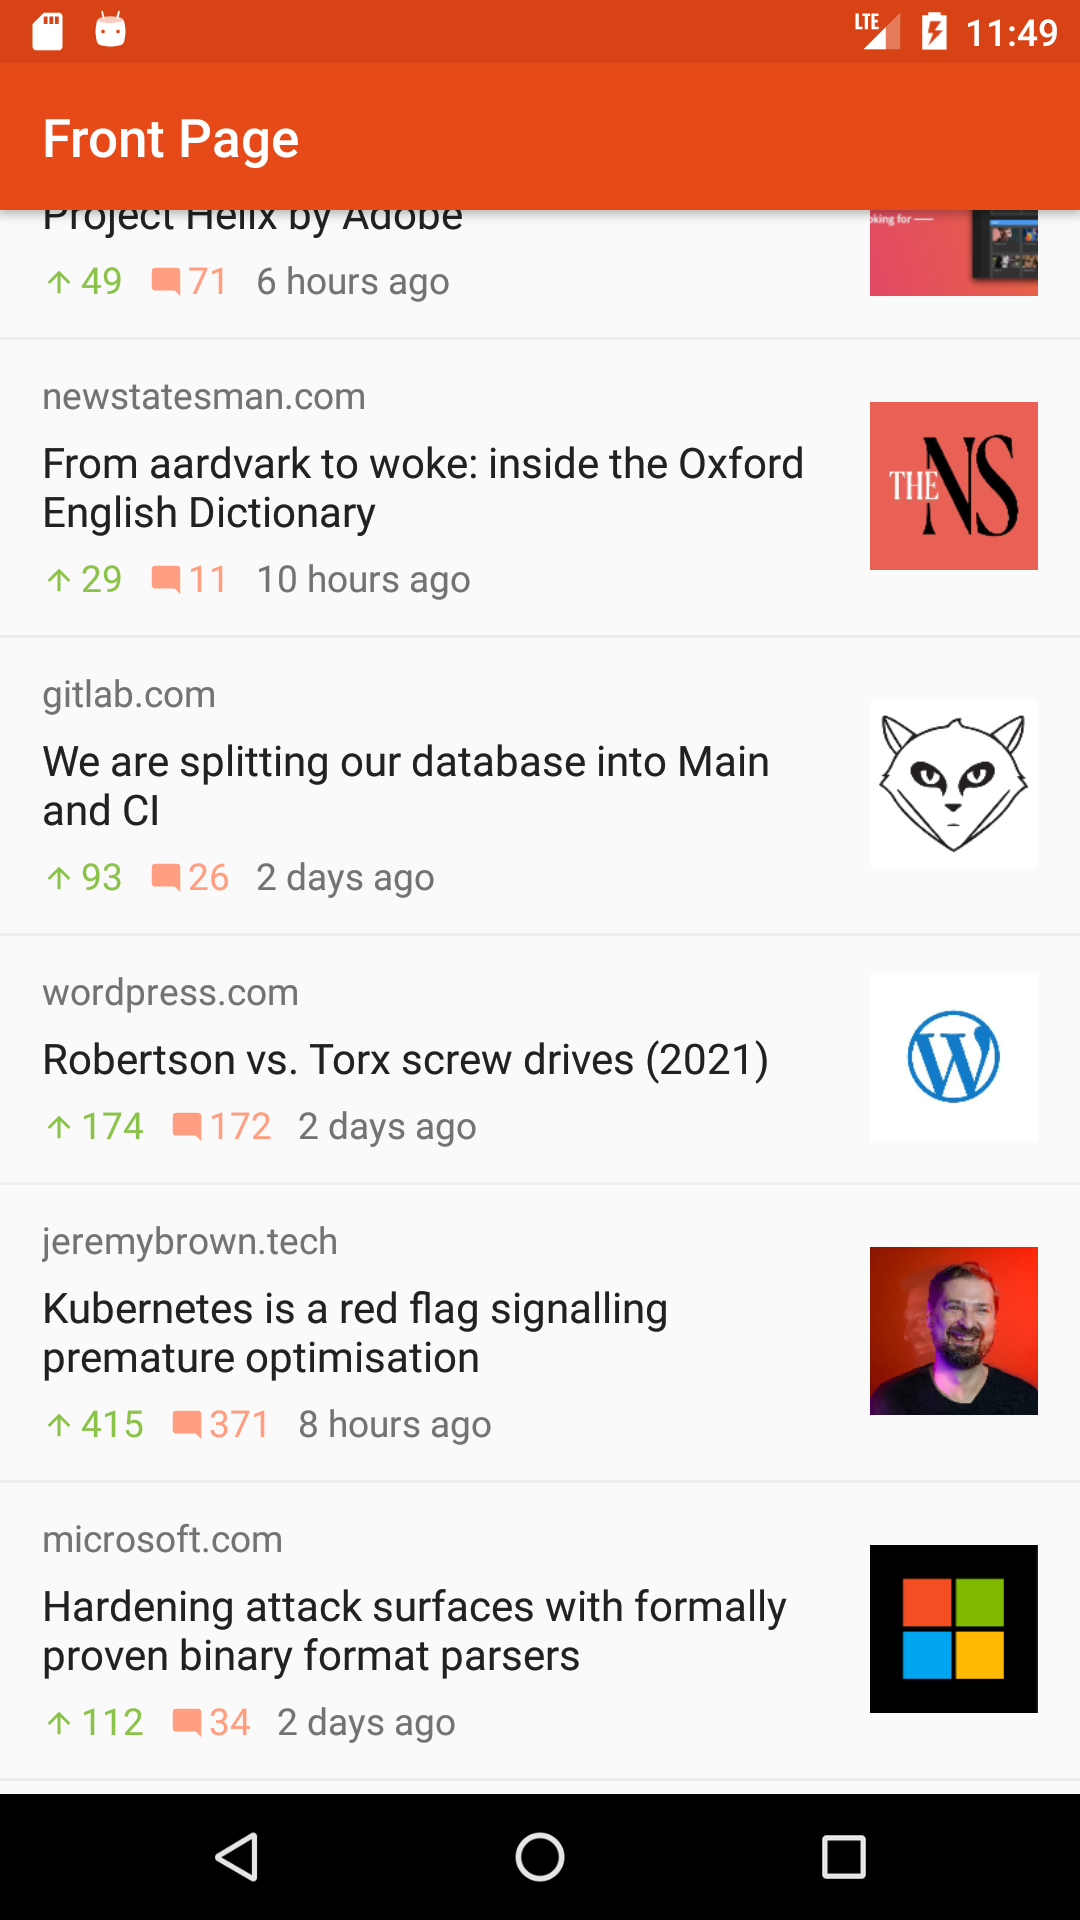 LTE
11:49
Front Page
Project Helix by Adobe
oking for
49 71 6 hours ago
newstatesman.com
From aardvark to woke: inside the Oxford
English Dictionary
THE NS
29 11 10 hours ago
gitlab.com
We are splitting our database into Main
and CI
93 26 2 days ago
wordpress.com
W
Robertson vs. Torx screw drives (2021)
174 172 2 days ago
jeremybrown.tech
Kubernetes is a red flag signalling
premature optimisation
415 371 8 hours ago
microsoft.com
Hardening attack surfaces with formally
proven binary format parsers
112 34 2 days ago